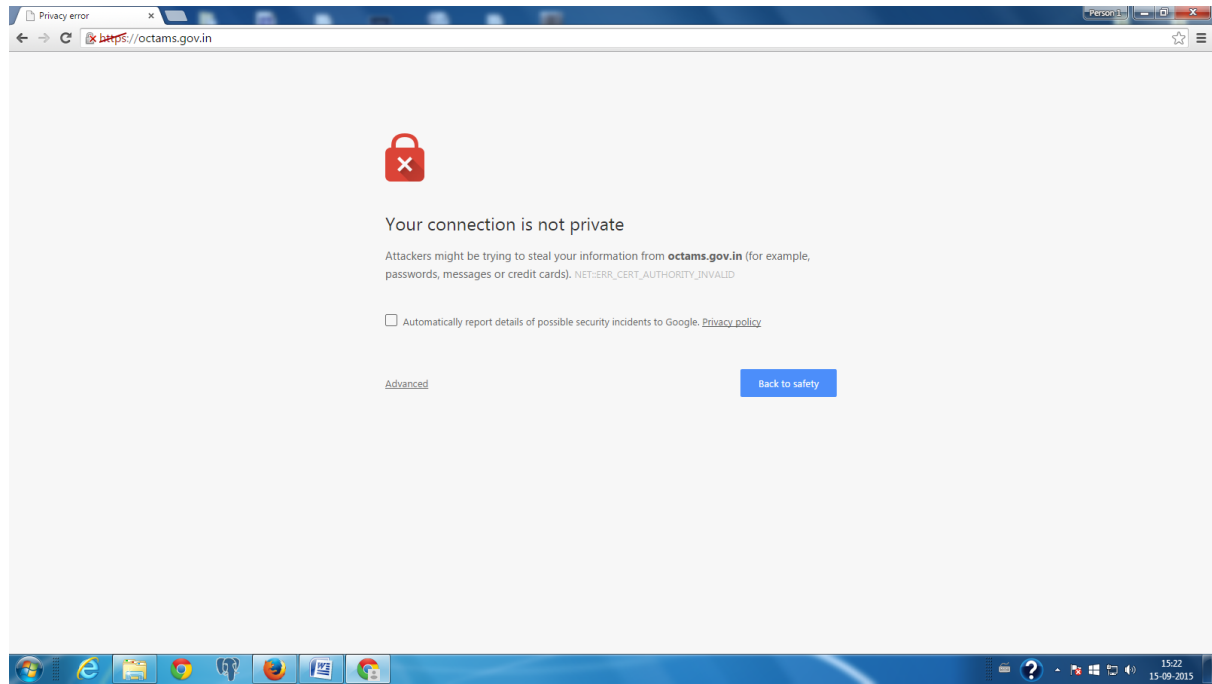 Privacy error
Person 1
https://octams.gov.in
Your connection is not private
Attackers might be trying to steal your information from octams.gov.in (for example,
passwords, messages or credit cards). NET::ERR_CERT_AUTHORITY_INVALID
Automatically report details of possible security incidents to Google. Privacy policy
Advanced
Back to safety
15:22
15-09-2015